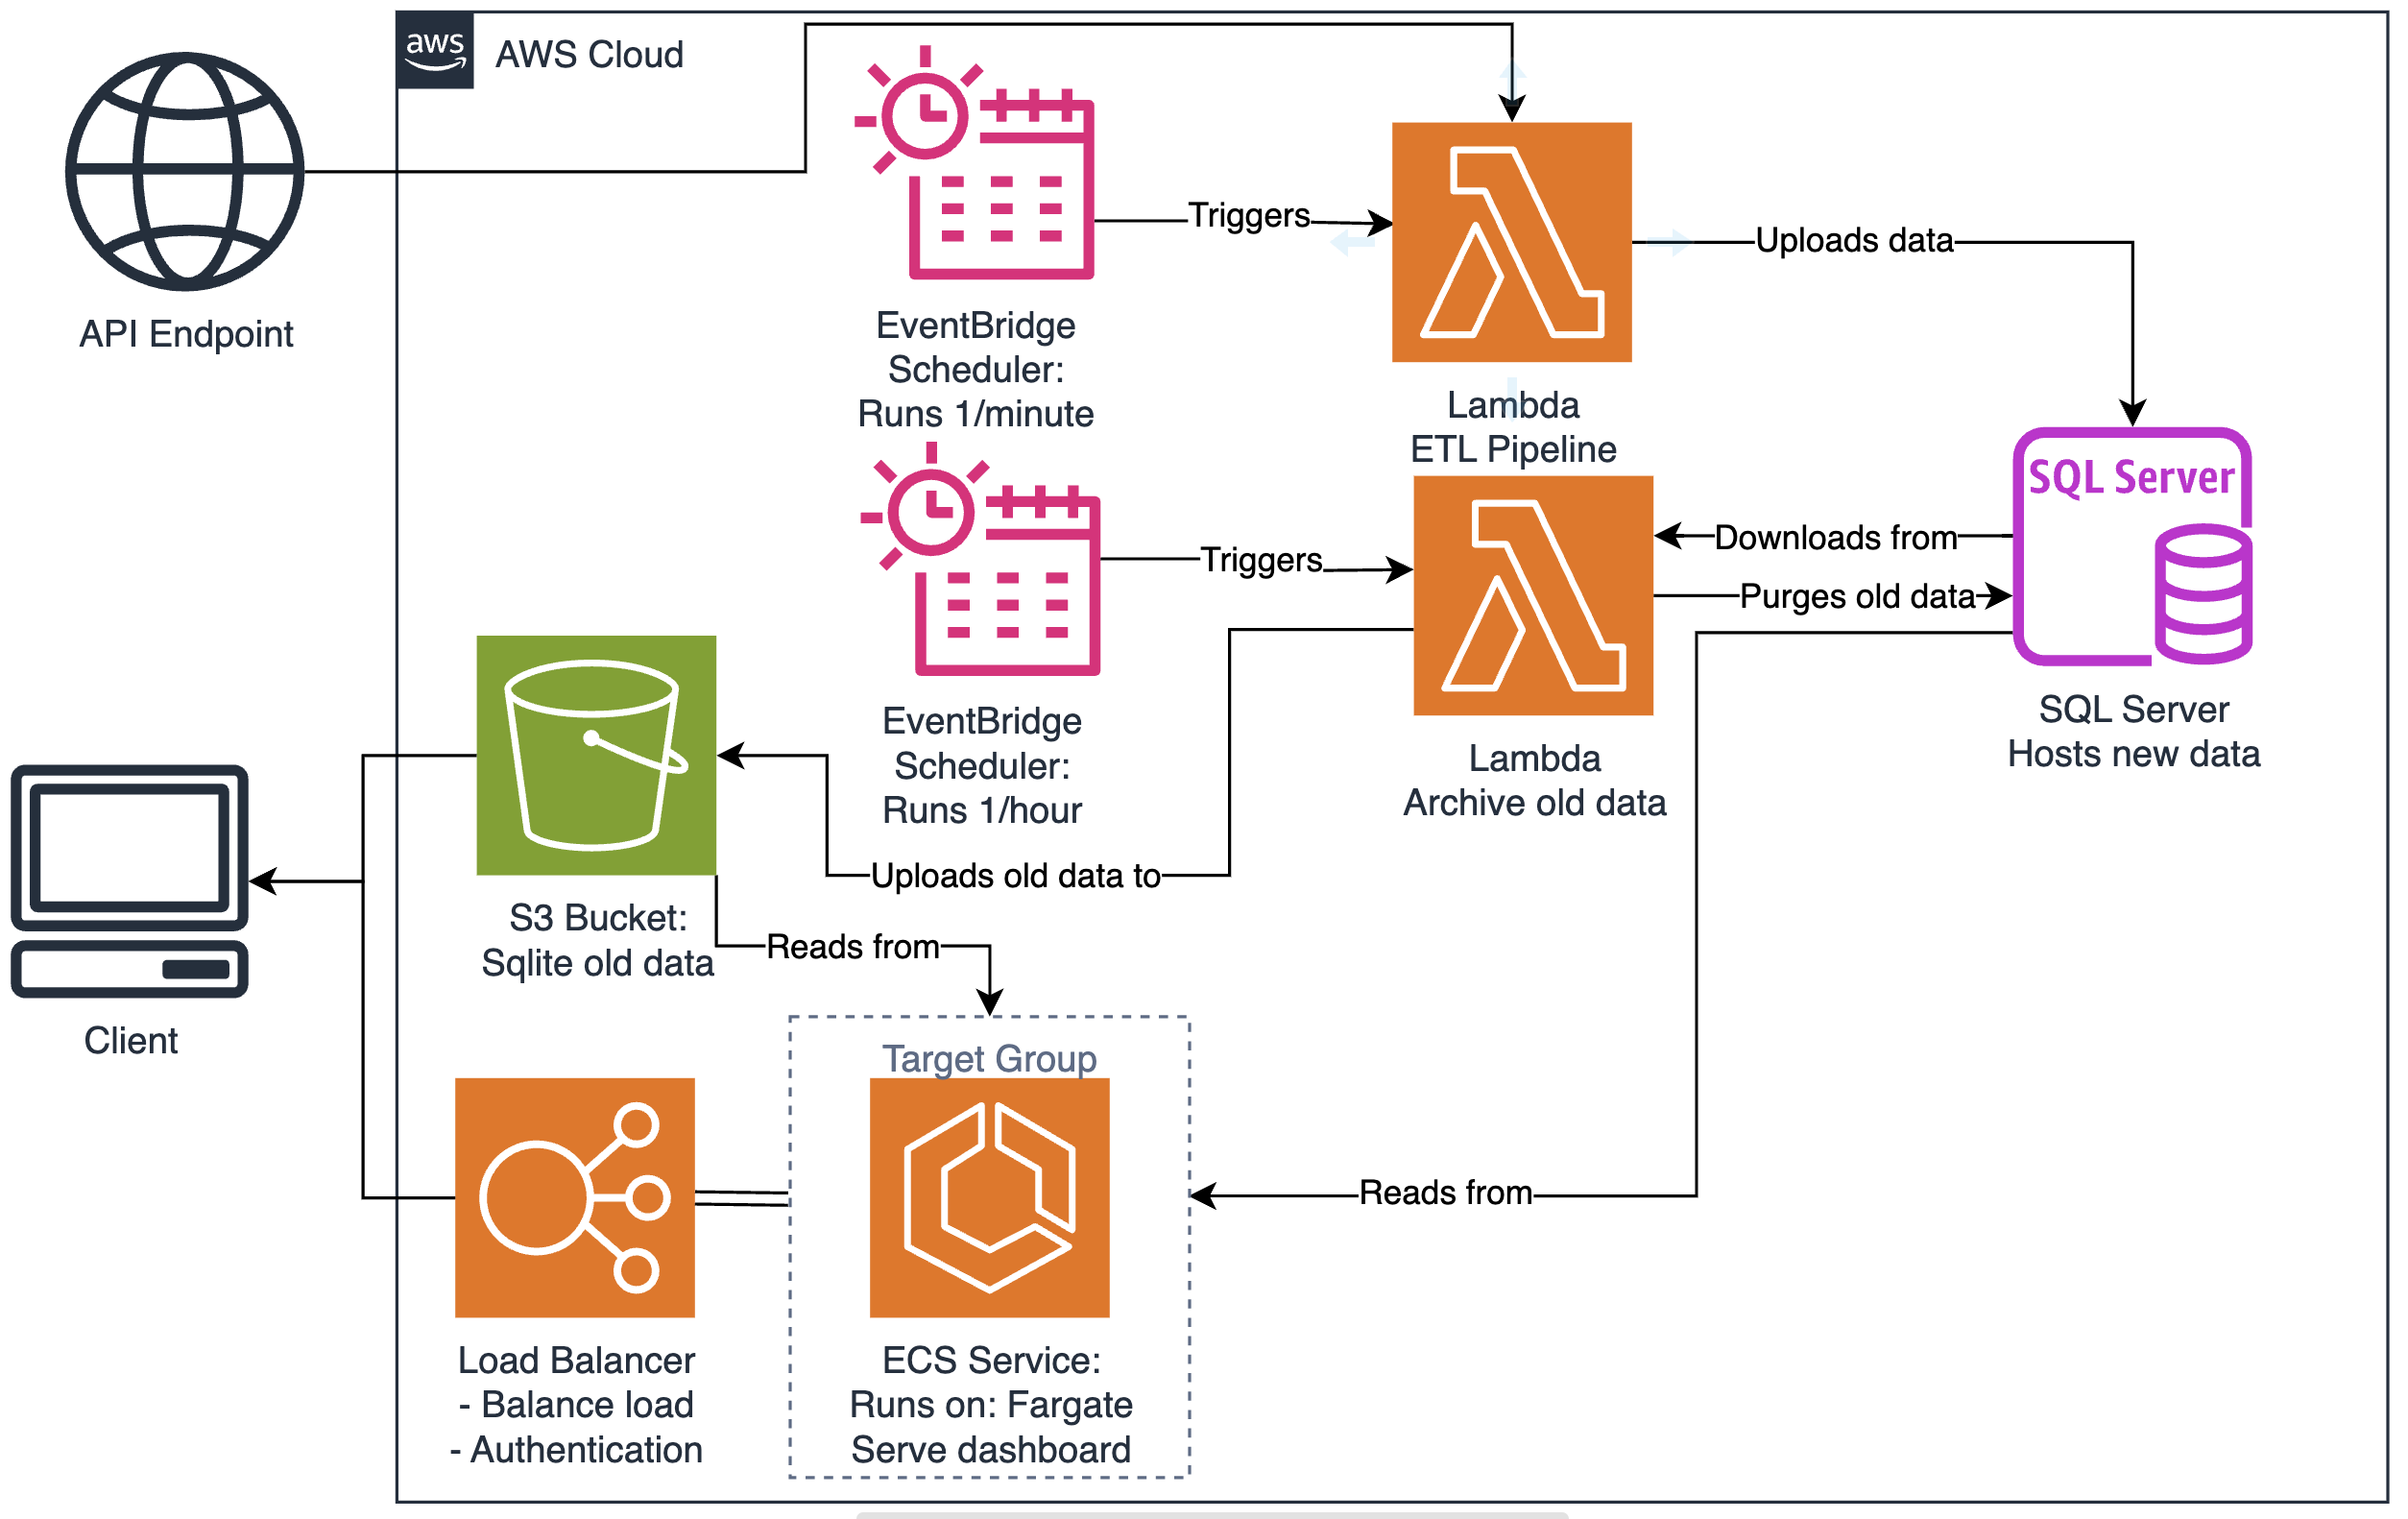 aws
AWS Cloud
API Endpoint
EventBridge
Scheduler:
Runs 1/minute
Triggers
Lambda
ETL Pipeline
Uploads data
EventBridge
Scheduler:
Runs 1/hour
Triggers
Lambda
Archive old data
Downloads from
Purges old data
SQL Server
SQL Server
Hosts new data
Uploads old data to
S3 Bucket:
Sqlite old data
Reads from
Client
Target Group
Reads from
Load Balancer
- Balance load
- Authentication
ECS Service:
Runs on: Fargate
Serve dashboard